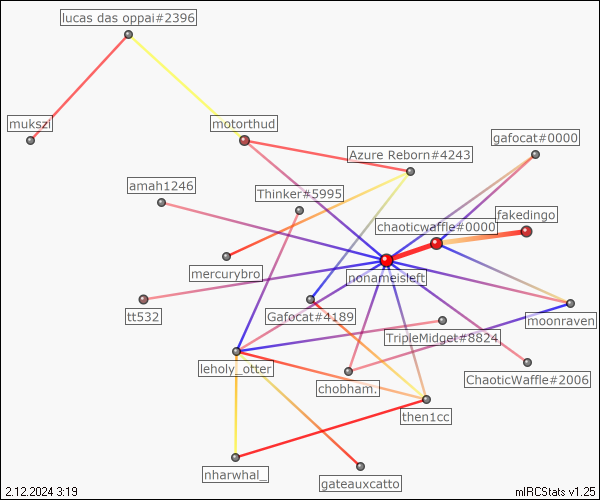 lucas das oppai#2396
mukszi
motorthud
gafocat#0000
Azure Reborn#4243
amah1246
Thinker#5995
fakedingo
chaoticwaffle#0000
mercurybro
nonameisleft
tt532
Gafocat#4189
moonraven
TripleMidget#8824
leholy_otter
ChaoticWaffle#2006
chobham.
then1cc
nharwhal_
gateauxcatto
2.12.2024 3:19
mIRCStats v1.25